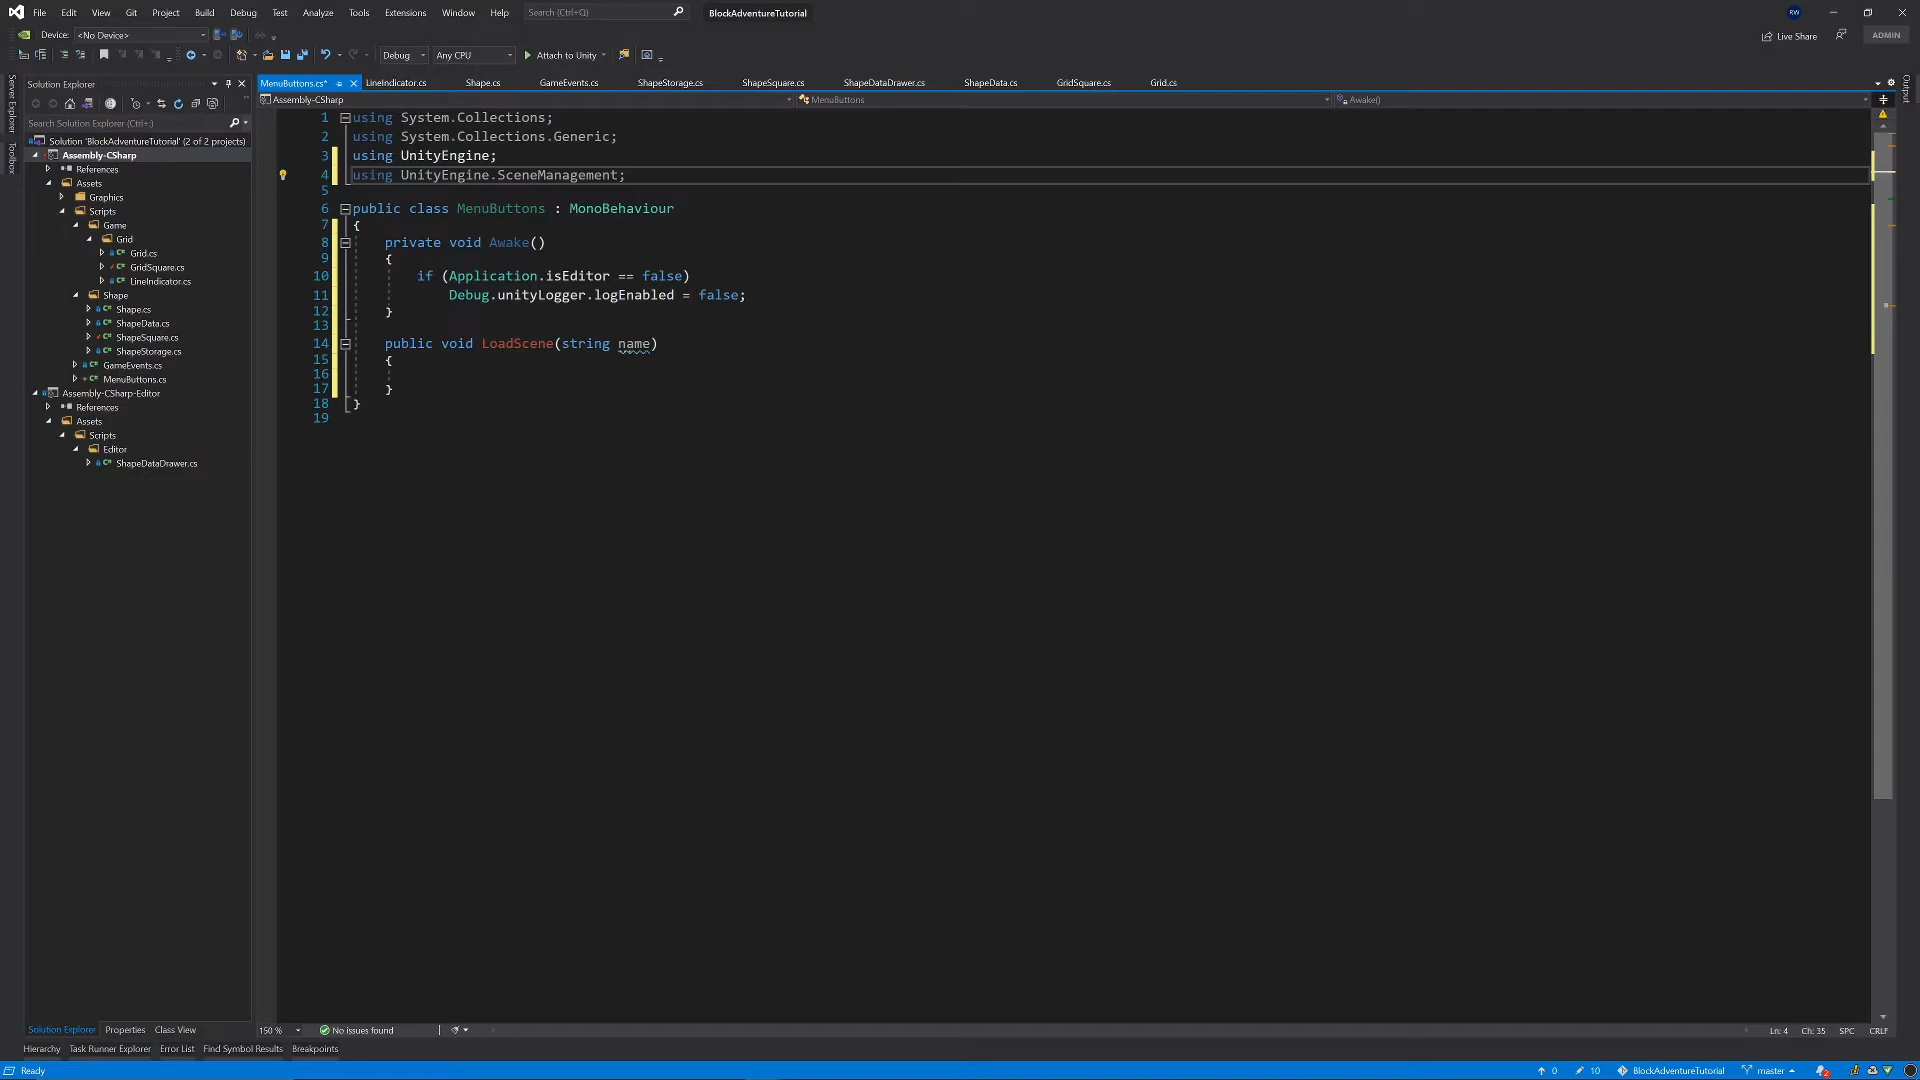 File Edit View Git Project Build Debug Test Analyze Tools Extensions Window Help Search (Ctrl+Q) BlockAdventureTutorial RW
Device: <No Device> Live Share ADMIN
Debug Any CPU Attach to Unity
Solution Explorer MenuButtons.cs* LineIndicator.cs Shape.cs GameEvents.cs ShapeStorage.cs ShapeSquare.cs ShapeDataDrawer.cs ShapeData.cs GridSquare.cs Grid.cs
Assembly-CSharp MenuButtons Awake()
Server Explorer
Toolbox
Output
Search Solution Explorer (Ctrl+;)
Solution 'BlockAdventureTutorial' (2 of 2 projects)
Assembly-CSharp
References
Assets
Graphics
Scripts
Game
Grid
Grid.cs
GridSquare.cs
LineIndicator.cs
Shape
Shape.cs
ShapeData.cs
ShapeSquare.cs
ShapeStorage.cs
GameEvents.cs
MenuButtons.cs
Assembly-CSharp-Editor
References
Assets
Scripts
Editor
ShapeDataDrawer.cs
1 using System.Collections;
2 using System.Collections.Generic;
3 using UnityEngine;
4 using UnityEngine.SceneManagement;
5
6 public class MenuButtons : MonoBehaviour
7 {
8 private void Awake()
9 {
10 if (Application.isEditor == false)
11 Debug.unityLogger.logEnabled = false;
12 }
13
14 public void LoadScene(string name)
15 {
16
17 }
18 }
19
Solution Explorer Properties Class View 150 % No issues found Ln: 4 Ch: 35 SPC CRLF
Hierarchy Task Runner Explorer Error List Find Symbol Results Breakpoints
Ready 0 10 BlockAdventureTutorial master 2